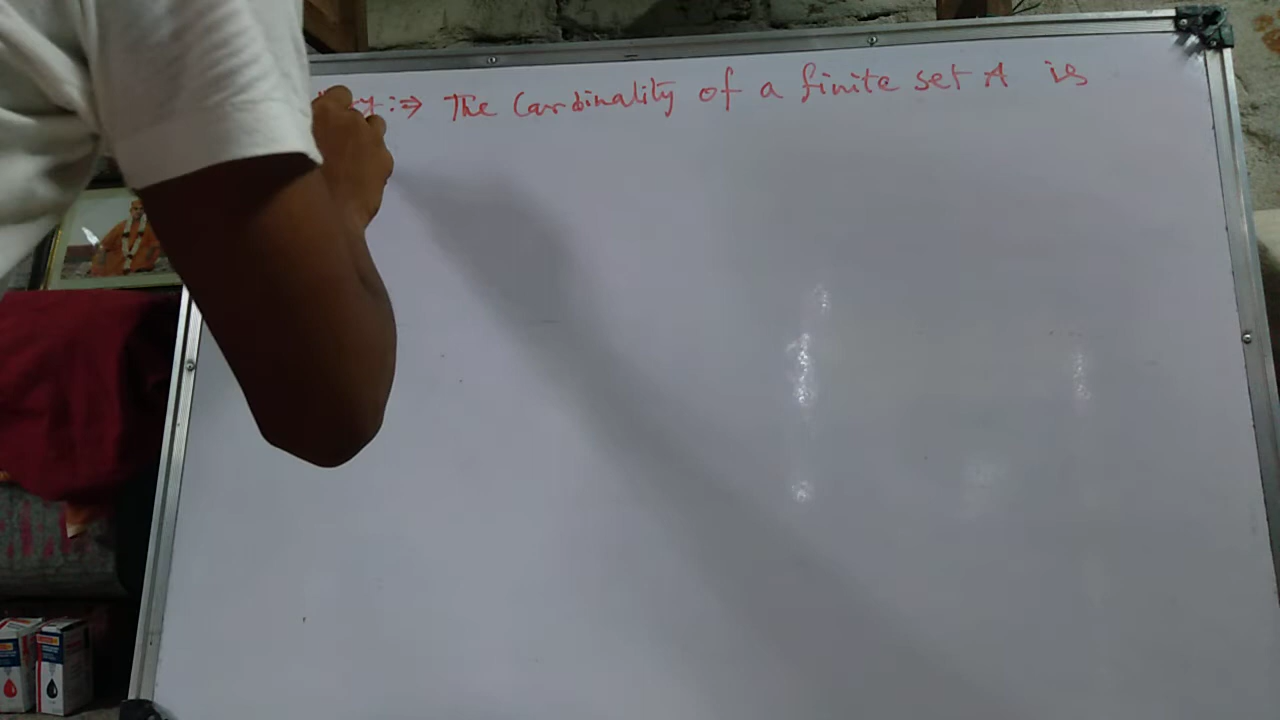 :⇒ The Cardinality of a finite set A is